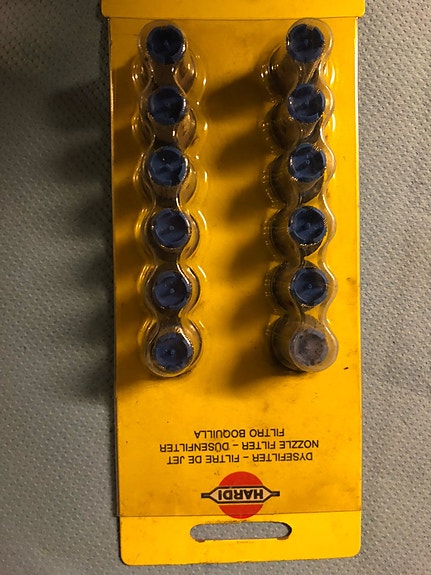 HARDI
DYSEFILTER - FILTRE DE JET
NOZZLE FILTER - DÜSENFILTER
FILTRO BOQUILLA